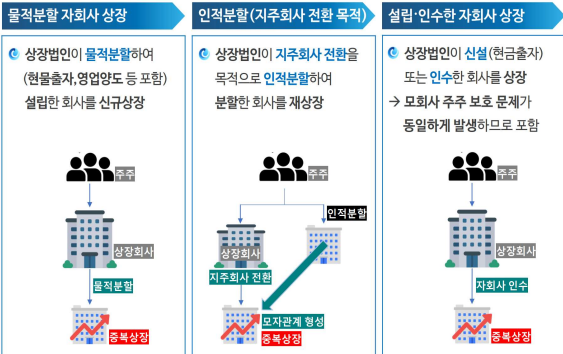 물적분할 자회사 상장
상장법인이 물적분할하여
(현물출자,영업양도 등 포함)
설립한 회사를 신규상장
주주
상장회사
물적분할
중복상장
인적분할(지주회사 전환 목적)
상장법인이 지주회사 전환을
목적으로 인적분할하여
분할한 회사를 재상장
주주
인적분할
상장회사
지주회사 전환
모자관계 형성
중복상장
설립·인수한 자회사 상장
상장법인이 신설(현금출자)
또는 인수한 회사를 상장
→ 모회사 주주 보호 문제가
동일하게 발생하므로 포함
주주
상장회사
자회사 인수
중복상장